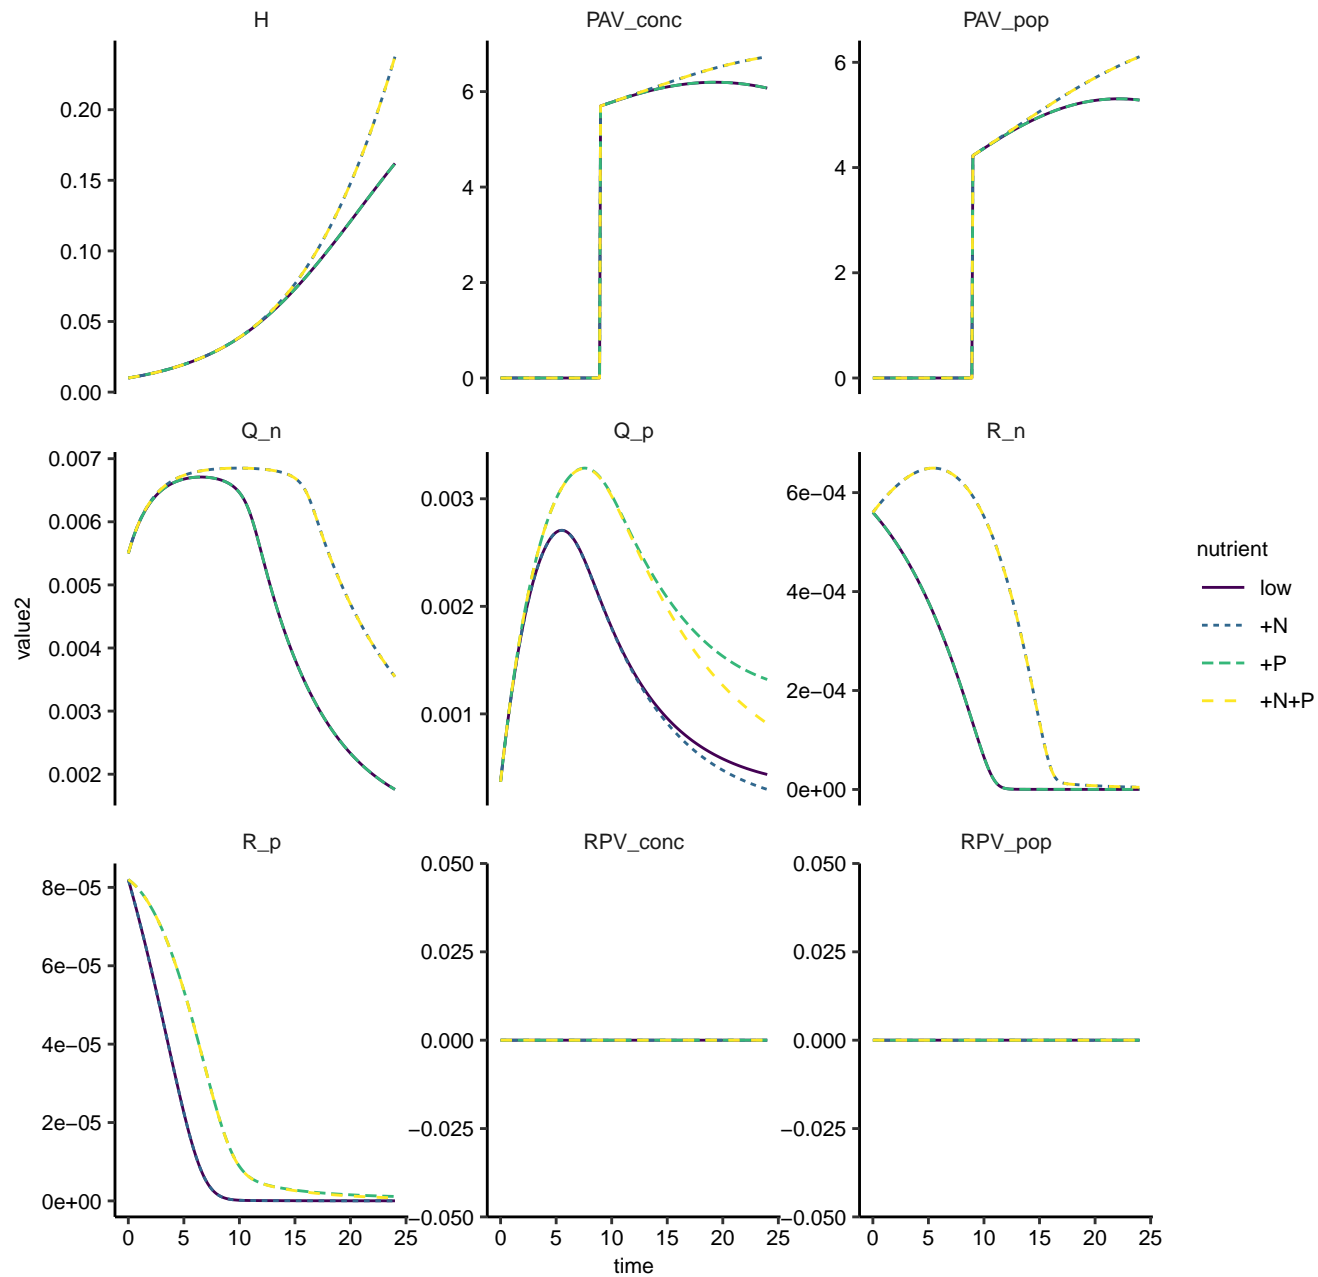 H
PAV_conc
PAV_pop
0.20
0.15
0.10
0.05
0.00
6
4
2
0
6
4
2
0
Q_n
Q_p
R_n
0.007
0.006
0.005
0.004
0.003
0.002
0.003
0.002
0.001
6e−04
4e−04
2e−04
0e+00
R_p
RPV_conc
RPV_pop
8e−05
6e−05
4e−05
2e−05
0e+00
0.050
0.025
0.000
−0.025
−0.050
0.050
0.025
0.000
−0.025
−0.050
0 5 10 15 20 25
0 5 10 15 20 25
0 5 10 15 20 25
time
value2
nutrient
low
+N
+P
+N+P